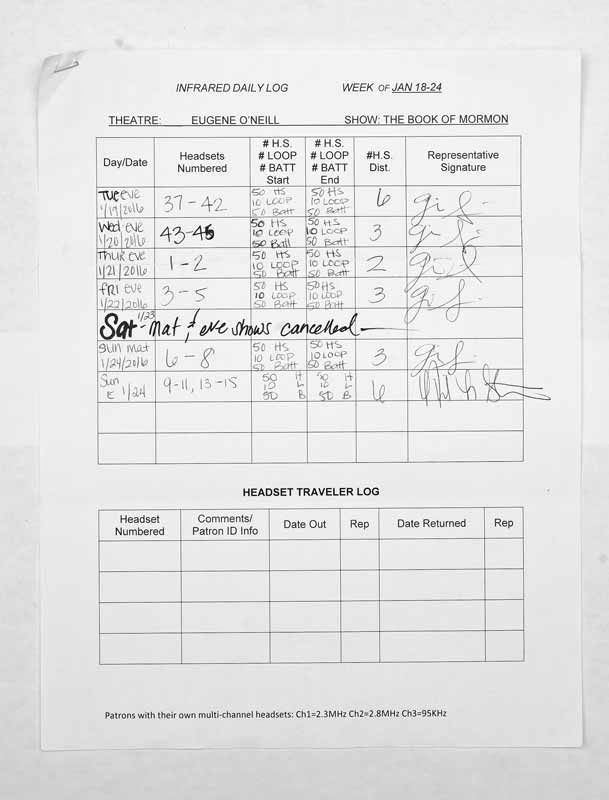 INFRARED DAILY LOG WEEK OF JAN 18-24
THEATRE: EUGENE O'NEILL SHOW: THE BOOK OF MORMON
Day/Date Headsets Numbered # H.S. # LOOP # BATT Start # H.S. # LOOP # BATT End #H.S. Dist. Representative Signature
Tue eve 1/19/2016 37-42 50 HS 10 LOOP 50 Batt 50 HS 10 LOOP 50 Batt 6
Wed eve 1/20/2016 43-45 50 HS 10 LOOP 50 Batt 50 HS 10 LOOP 50 Batt 3
Thur eve 1/21/2016 1-2 50 HS 10 LOOP 50 Batt 50 HS 10 LOOP 50 Batt 2
FRI eve 1/22/2016 3-5 50 HS 10 LOOP 50 Batt 50 HS 10 LOOP 50 Batt 3
Sat 1/23 - Mat & eve shows cancelled
Sun mat 1/24/2016 6-8 50 HS 10 LOOP 50 Batt 50 HS 10 LOOP 50 Batt 3
Sun E 1/24 9-11, 13-15 50 H 10 L 50 B 50 H 10 L 50 B 6
HEADSET TRAVELER LOG
Headset Numbered Comments/ Patron ID Info Date Out Rep Date Returned Rep
Patrons with their own multi-channel headsets: Ch1=2.3MHz Ch2=2.8MHz Ch3=95KHz